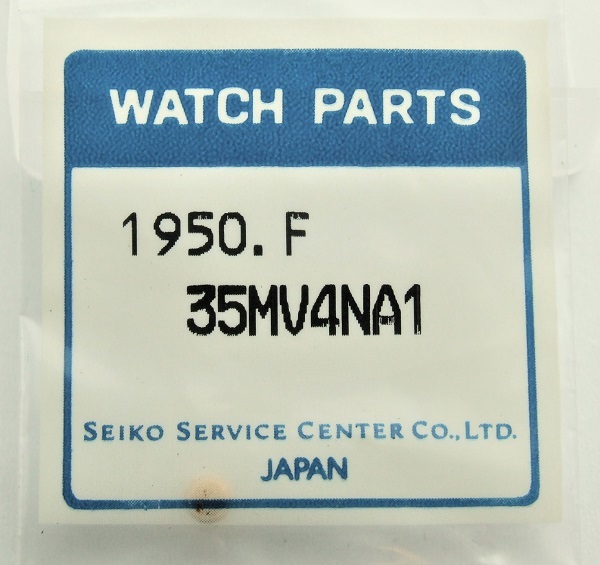 WATCH PARTS
1950.F
35MV4NA1
SEIKO SERVICE CENTER CO.,LTD.
JAPAN